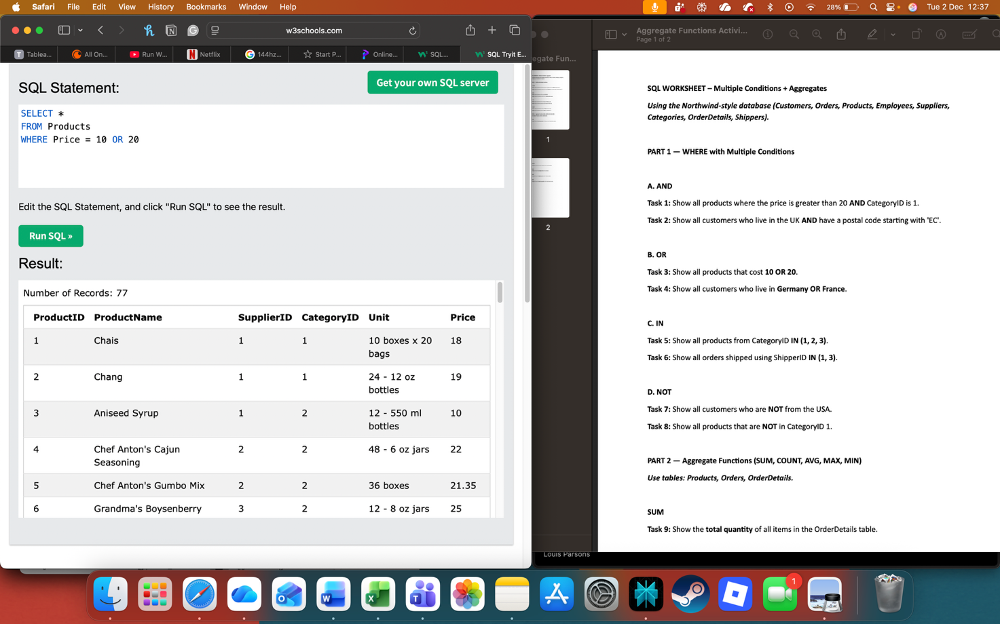 Safari File Edit View History Bookmarks Window Help
28% Tue 2 Dec 12:37
w3schools.com
Tablea... All On... Run W... Netflix 144hz... Start P... Online... SQL... SQL Tryit E...
SQL Statement:
Get your own SQL server
SELECT *
FROM Products
WHERE Price = 10 OR 20
Edit the SQL Statement, and click "Run SQL" to see the result.
Run SQL »
Result:
Number of Records: 77
ProductID ProductName SupplierID CategoryID Unit Price
1 Chais 1 1 10 boxes x 20 bags 18
2 Chang 1 1 24 - 12 oz bottles 19
3 Aniseed Syrup 1 2 12 - 550 ml bottles 10
4 Chef Anton's Cajun Seasoning 2 2 48 - 6 oz jars 22
5 Chef Anton's Gumbo Mix 2 2 36 boxes 21.35
6 Grandma's Boysenberry 3 2 12 - 8 oz jars 25
Aggregate Functions Activi...
Page 1 of 2
egate Fun...
1
2
SQL WORKSHEET – Multiple Conditions + Aggregates
Using the Northwind-style database (Customers, Orders, Products, Employees, Suppliers,
Categories, OrderDetails, Shippers).
PART 1 — WHERE with Multiple Conditions
A. AND
Task 1: Show all products where the price is greater than 20 AND CategoryID is 1.
Task 2: Show all customers who live in the UK AND have a postal code starting with 'EC'.
B. OR
Task 3: Show all products that cost 10 OR 20.
Task 4: Show all customers who live in Germany OR France.
C. IN
Task 5: Show all products from CategoryID IN (1, 2, 3).
Task 6: Show all orders shipped using ShipperID IN (1, 3).
D. NOT
Task 7: Show all customers who are NOT from the USA.
Task 8: Show all products that are NOT in CategoryID 1.
PART 2 — Aggregate Functions (SUM, COUNT, AVG, MAX, MIN)
Use tables: Products, Orders, OrderDetails.
SUM
Task 9: Show the total quantity of all items in the OrderDetails table.
Louis Parsons
1